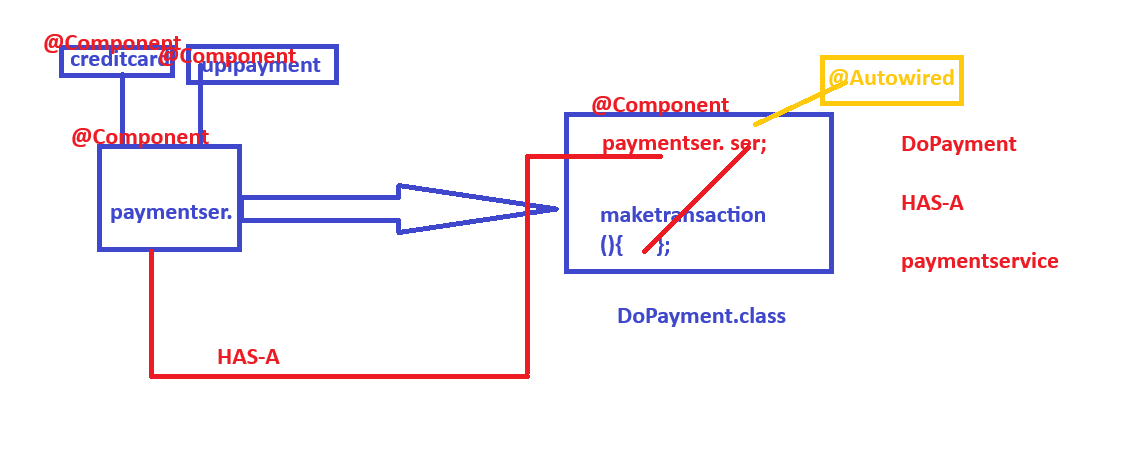 @Component
@Component
creditcard
upipayment
@Autowired
@Component
@Component
paymentser. ser;
DoPayment
HAS-A
paymentser.
maketransaction
(){ };
paymentservice
DoPayment.class
HAS-A